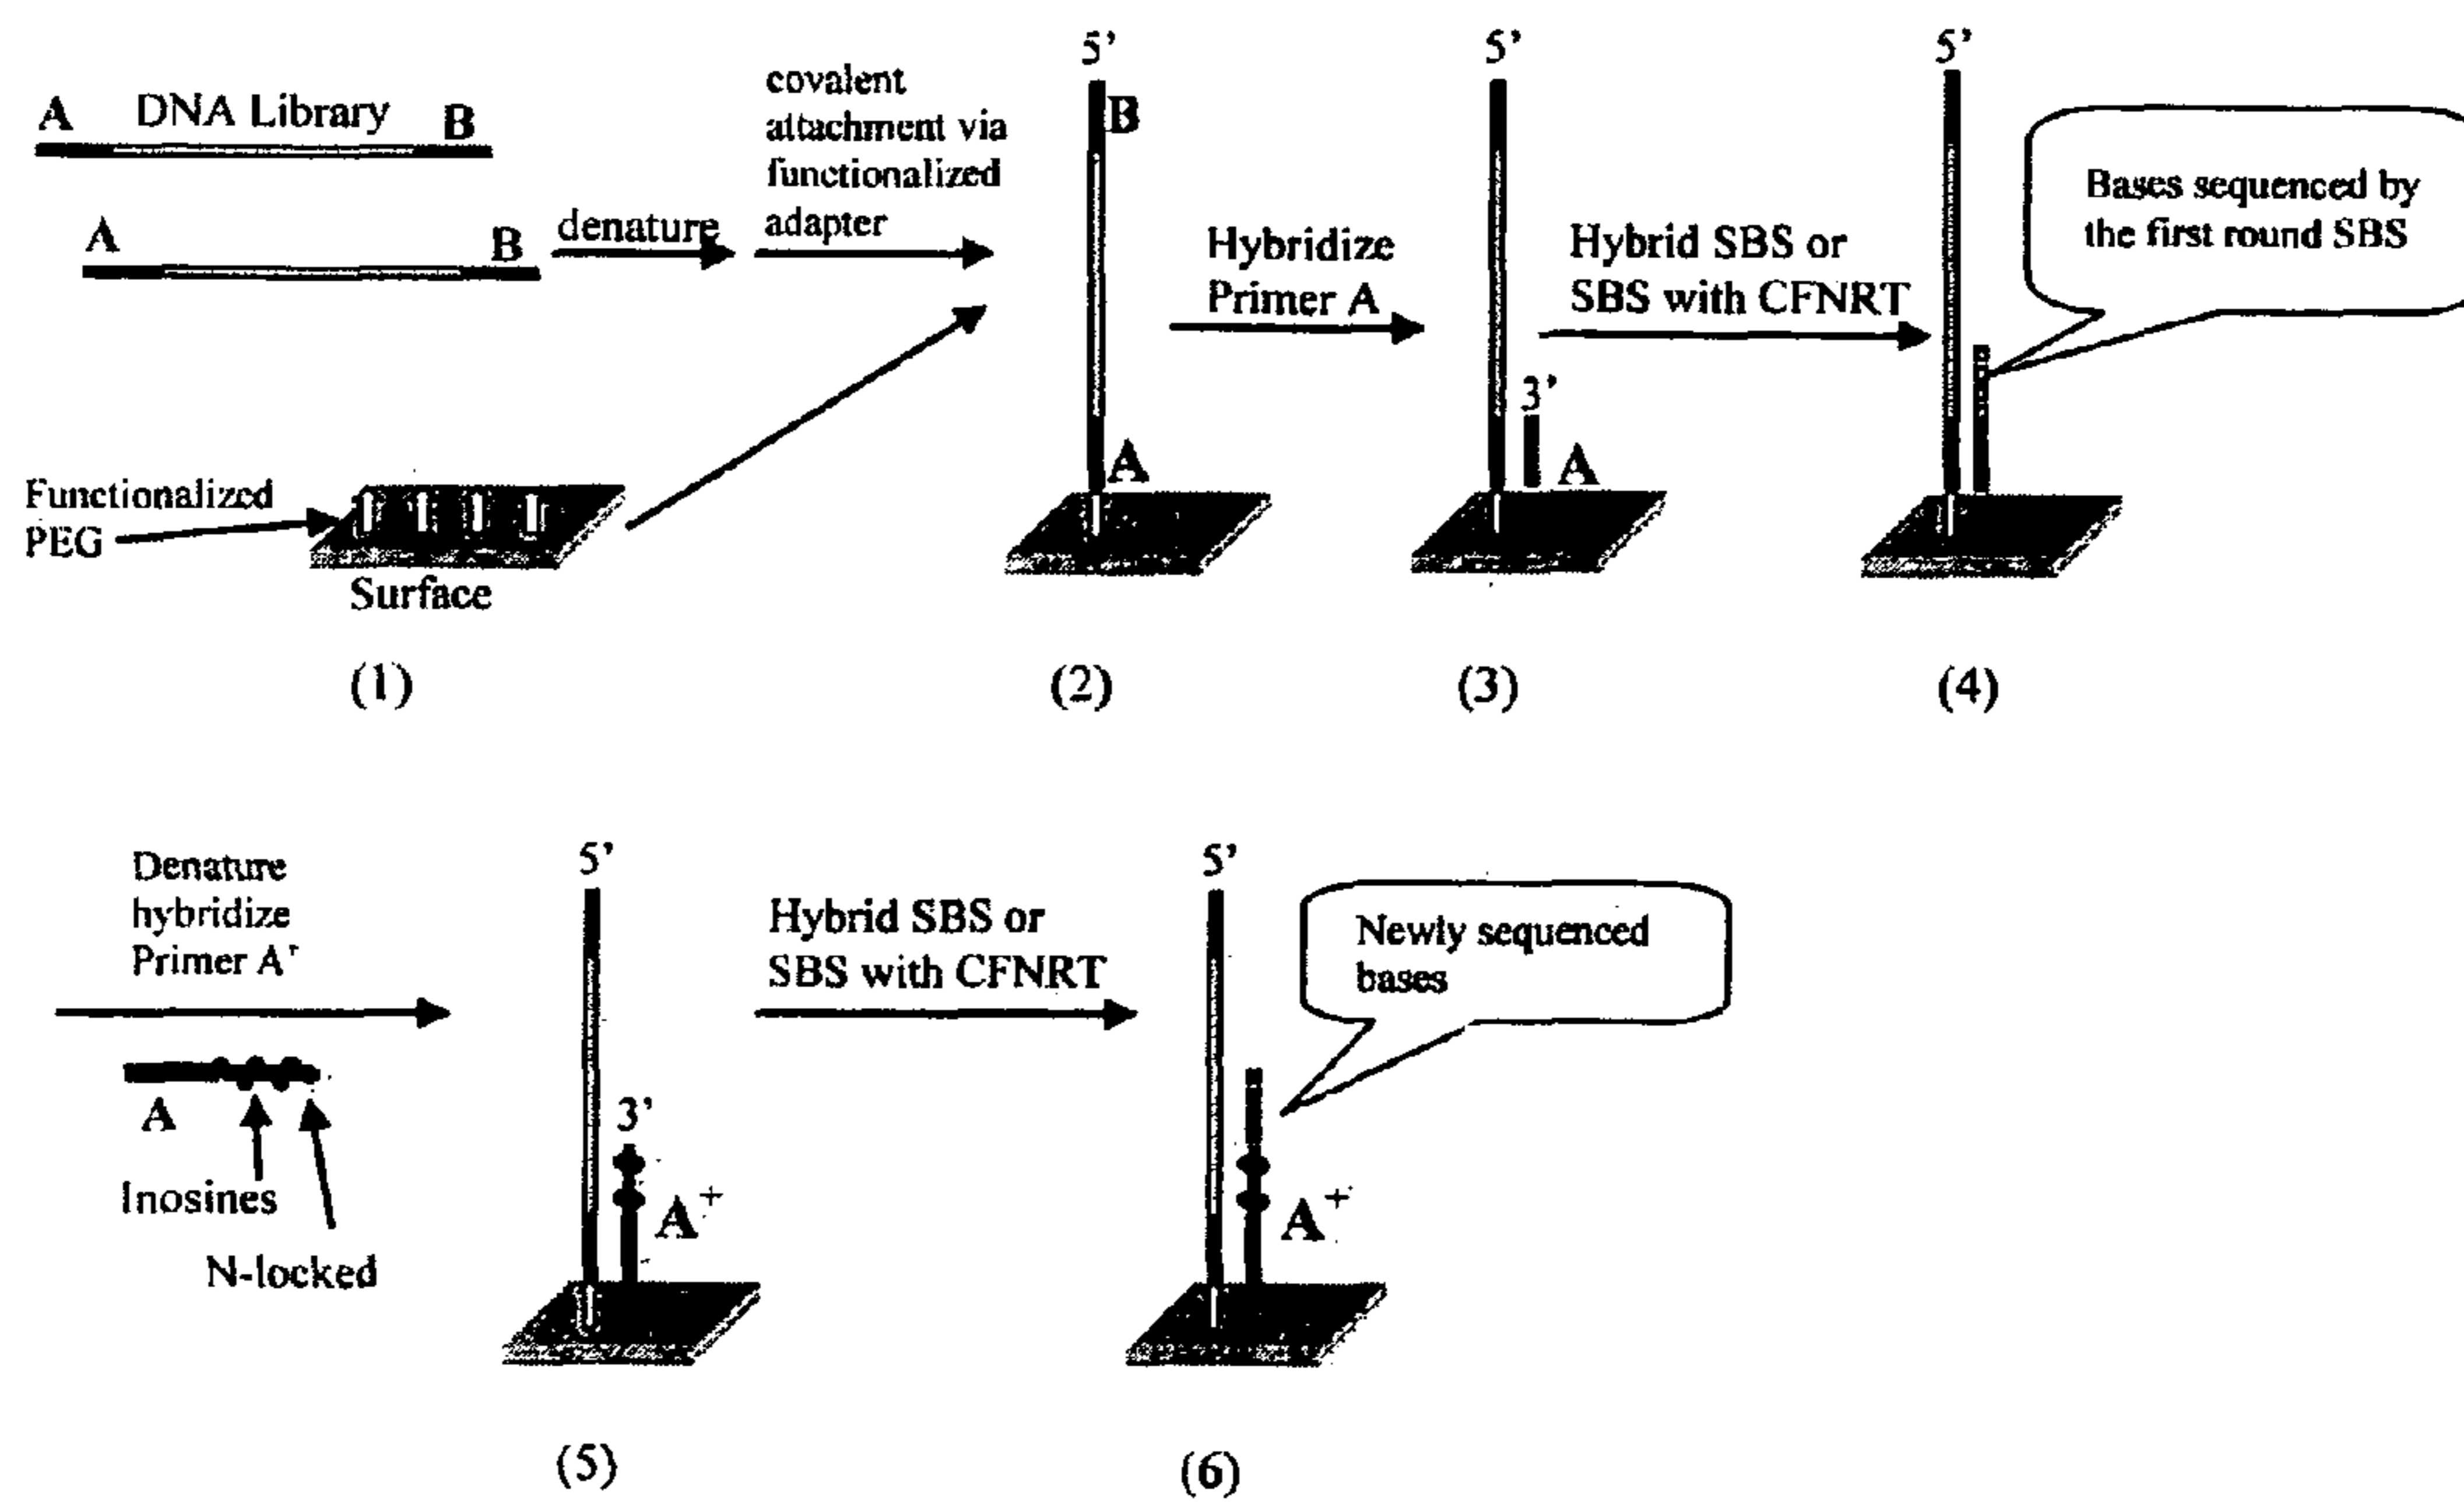 A DNA Library B
A B
denature
covalent
attachment via
functionalized
adapter
Functionalized
PEG
Surface
(1)
5’
B
A
(2)
Hybridize
Primer A
5’
3’
A
(3)
Hybrid SBS or
SBS with CFNRT
5’
Bases sequenced by
the first round SBS
(4)
Denature
hybridize
Primer A⁺
A
Inosines
N-locked
5’
3’
A⁺
(5)
Hybrid SBS or
SBS with CFNRT
5’
Newly sequenced
bases
A⁺
(6)